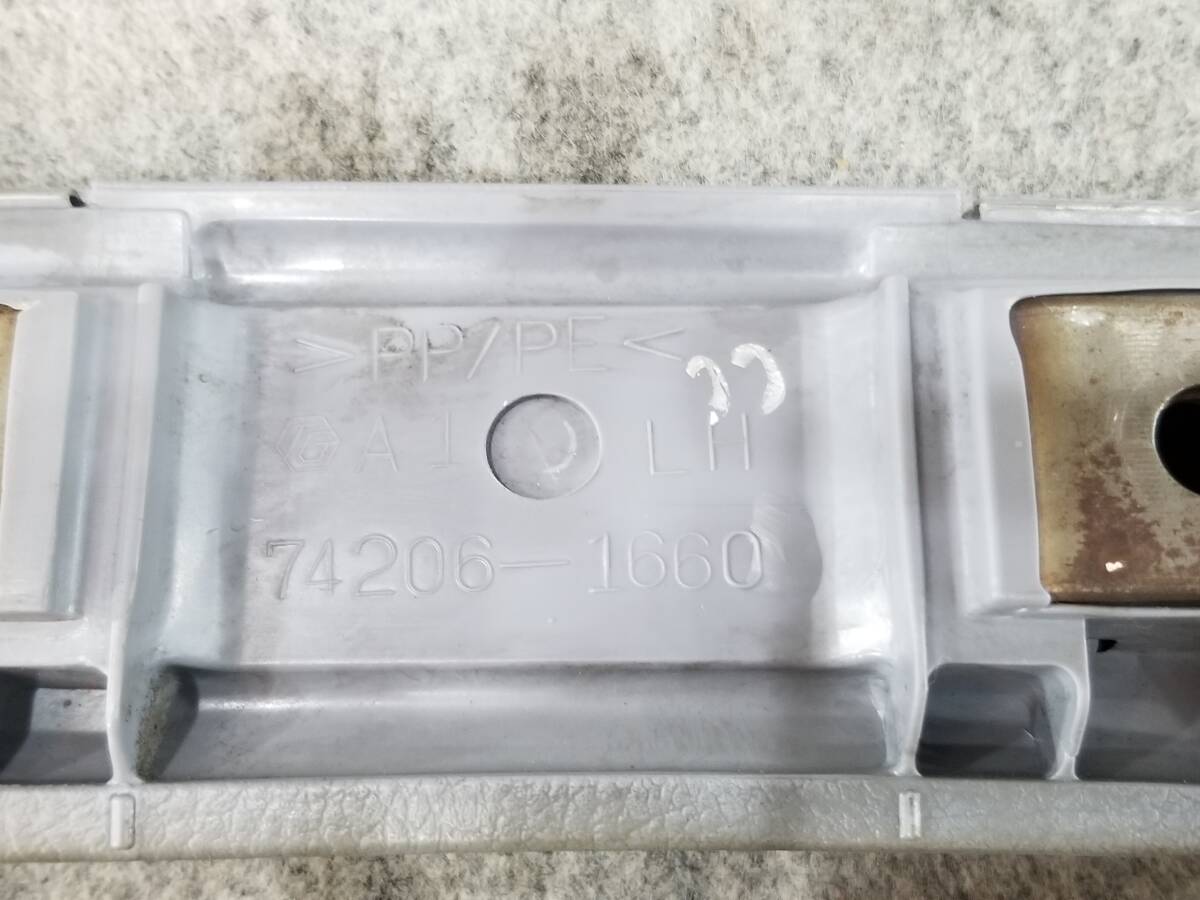 >PP/PE<
G A1 LH
74206-1660